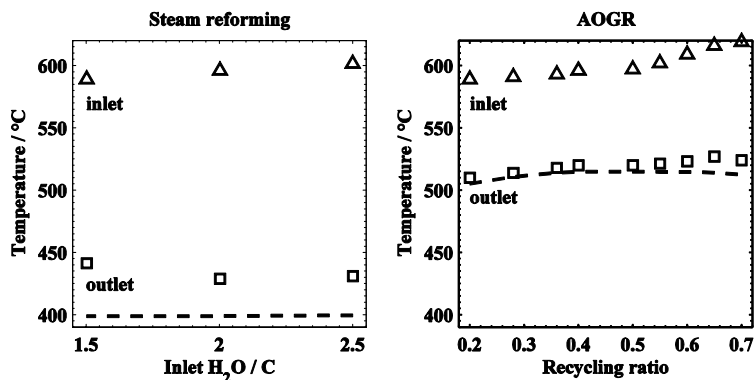 Steam reforming
600
550
500
450
400
Temperature / °C
inlet
outlet
1.5
2
2.5
Inlet H₂O / C
AOGR
600
550
500
450
400
Temperature / °C
inlet
outlet
0.2
0.3
0.4
0.5
0.6
0.7
Recycling ratio